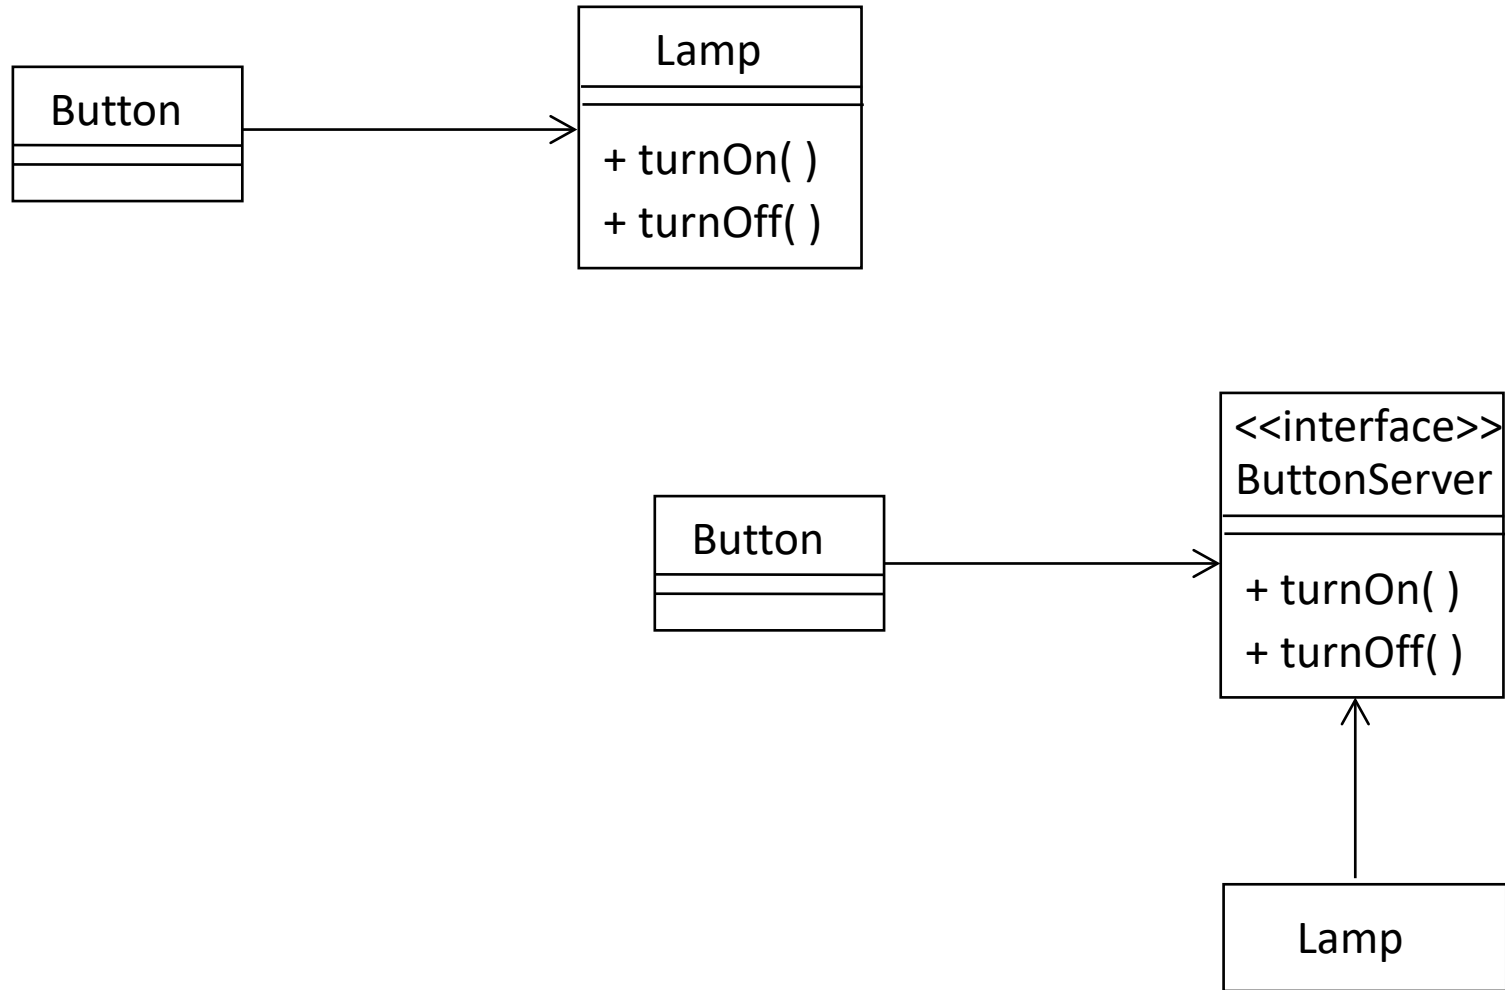 Lamp
Button
+ turnOn( )
+ turnOff( )
<<interface>>
ButtonServer
Button
+ turnOn( )
+ turnOff( )
Lamp